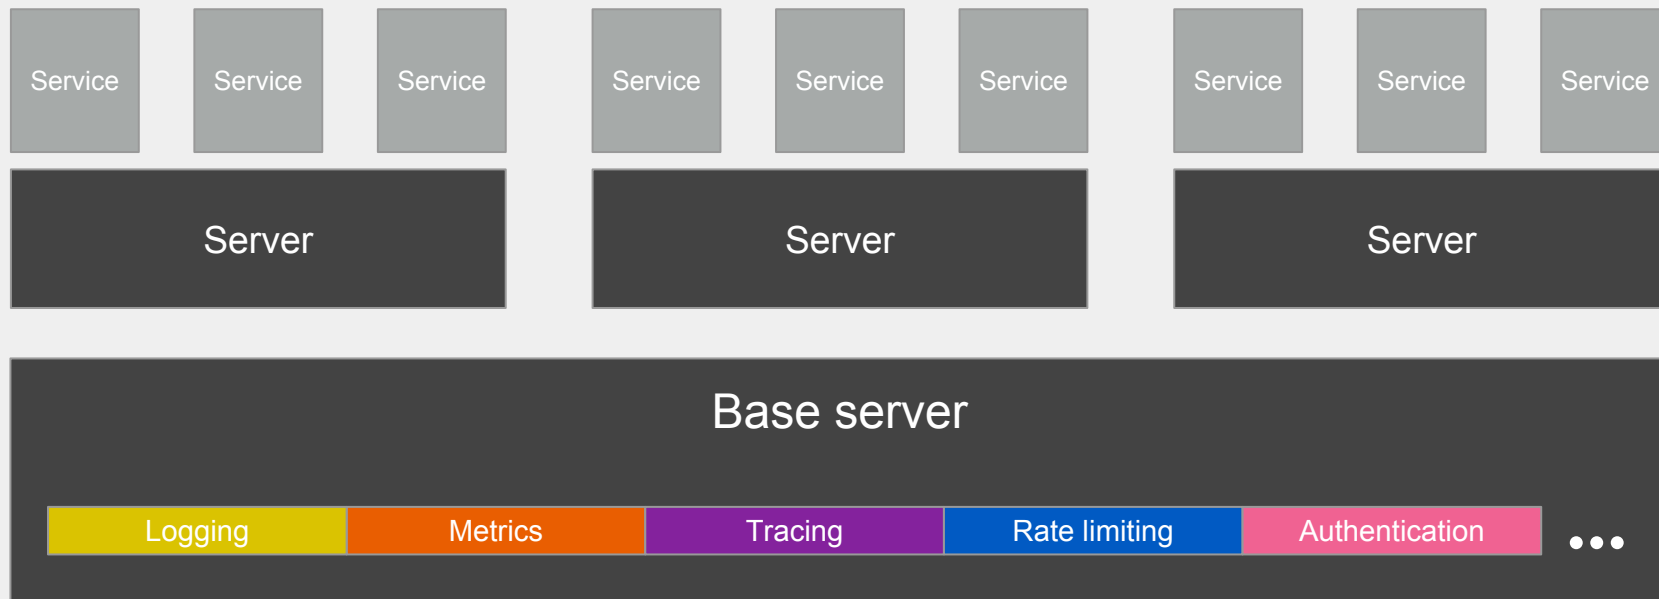 Service Service Service Service Service Service Service Service Service
Server Server Server
Base server
Logging Metrics Tracing Rate limiting Authentication ...